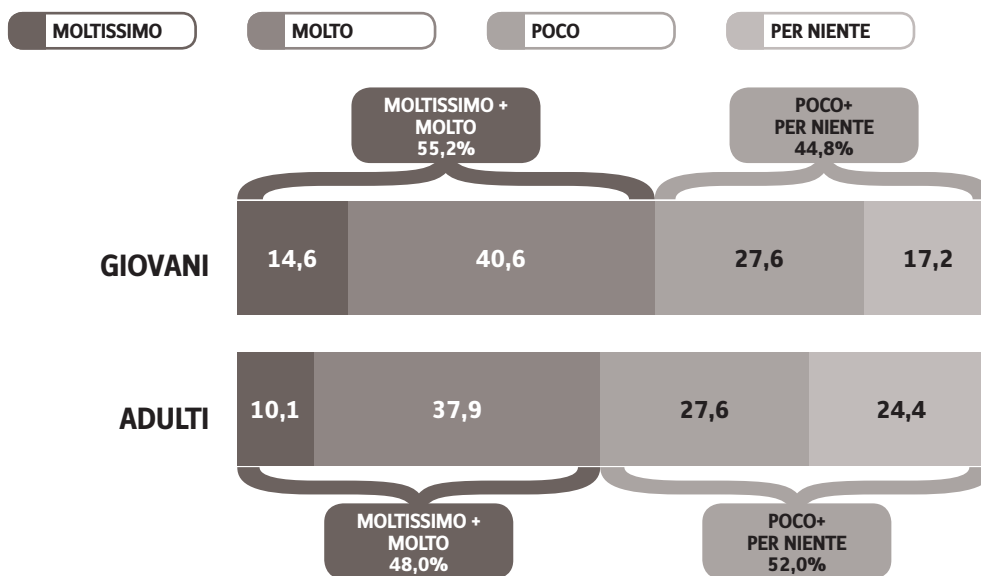 MOLTISSIMO
MOLTO
POCO
PER NIENTE
MOLTISSIMO +
MOLTO
55,2%
POCO+
PER NIENTE
44,8%
GIOVANI
14,6
40,6
27,6
17,2
ADULTI
10,1
37,9
27,6
24,4
MOLTISSIMO +
MOLTO
48,0%
POCO+
PER NIENTE
52,0%